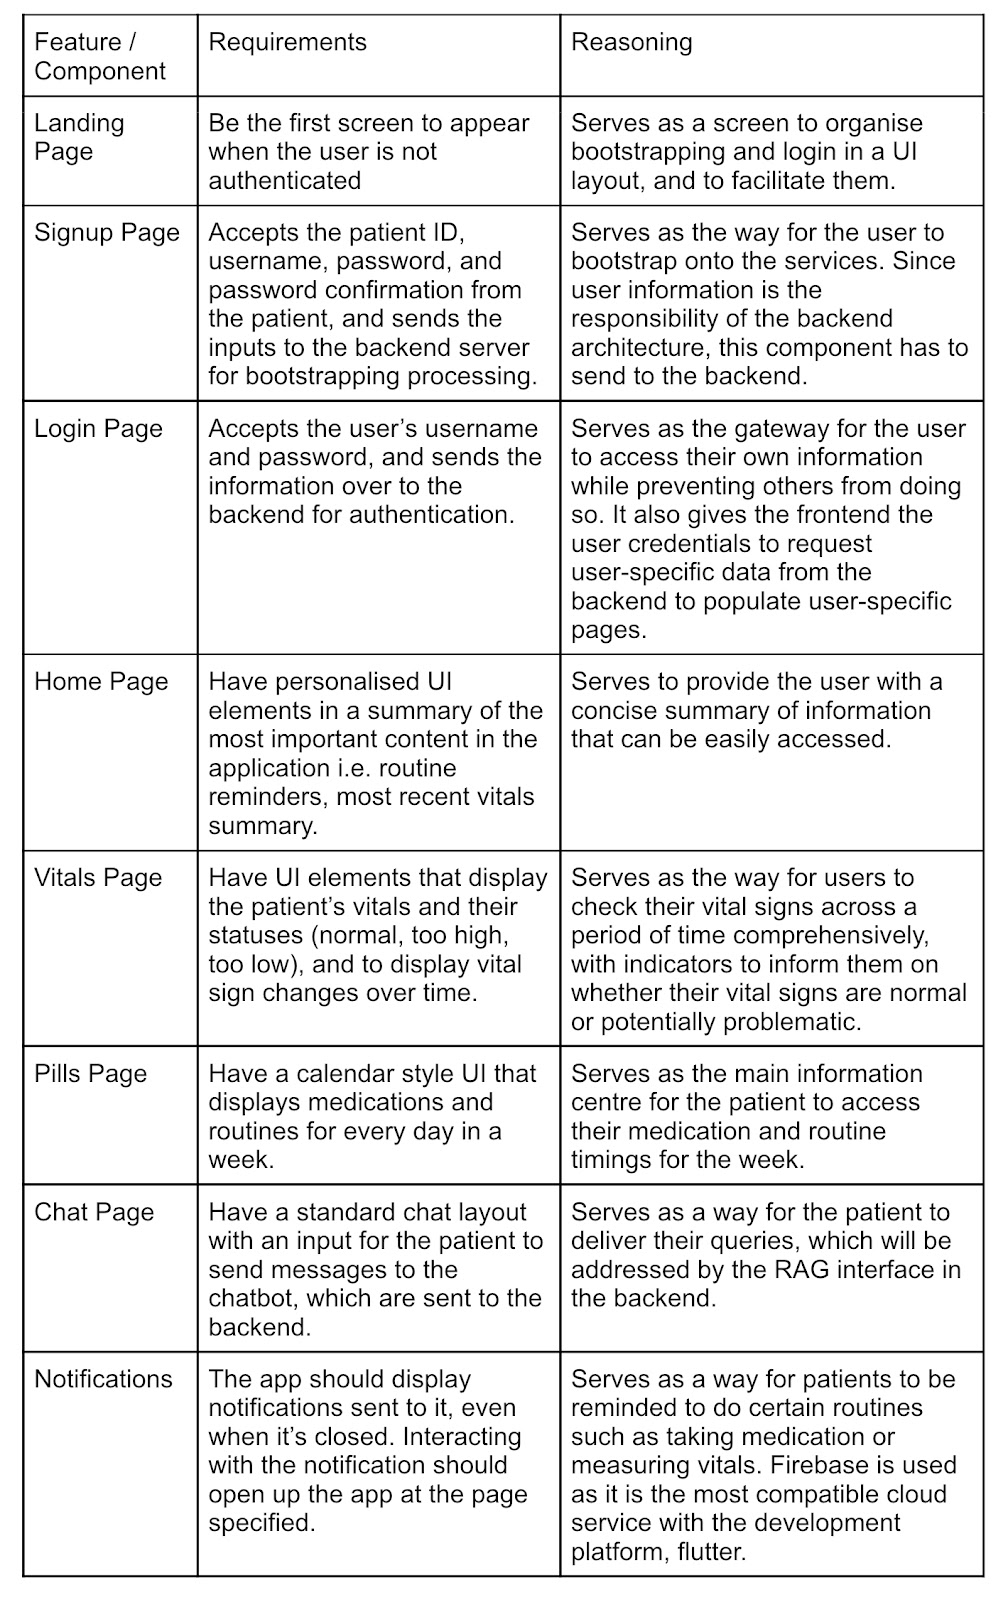 Feature /
Component
Requirements
Reasoning
Landing
Page
Be the first screen to appear
when the user is not
authenticated
Serves as a screen to organise
bootstrapping and login in a UI
layout, and to facilitate them.
Signup Page
Accepts the patient ID,
username, password, and
password confirmation from
the patient, and sends the
inputs to the backend server
for bootstrapping processing.
Serves as the way for the user to
bootstrap onto the services. Since
user information is the
responsibility of the backend
architecture, this component has to
send to the backend.
Login Page
Accepts the user’s username
and password, and sends the
information over to the
backend for authentication.
Serves as the gateway for the user
to access their own information
while preventing others from doing
so. It also gives the frontend the
user credentials to request
user-specific data from the
backend to populate user-specific
pages.
Home Page
Have personalised UI
elements in a summary of the
most important content in the
application i.e. routine
reminders, most recent vitals
summary.
Serves to provide the user with a
concise summary of information
that can be easily accessed.
Vitals Page
Have UI elements that display
the patient’s vitals and their
statuses (normal, too high,
too low), and to display vital
sign changes over time.
Serves as the way for users to
check their vital signs across a
period of time comprehensively,
with indicators to inform them on
whether their vital signs are normal
or potentially problematic.
Pills Page
Have a calendar style UI that
displays medications and
routines for every day in a
week.
Serves as the main information
centre for the patient to access
their medication and routine
timings for the week.
Chat Page
Have a standard chat layout
with an input for the patient to
send messages to the
chatbot, which are sent to the
backend.
Serves as a way for the patient to
deliver their queries, which will be
addressed by the RAG interface in
the backend.
Notifications
The app should display
notifications sent to it, even
when it’s closed. Interacting
with the notification should
open up the app at the page
specified.
Serves as a way for patients to be
reminded to do certain routines
such as taking medication or
measuring vitals. Firebase is used
as it is the most compatible cloud
service with the development
platform, flutter.